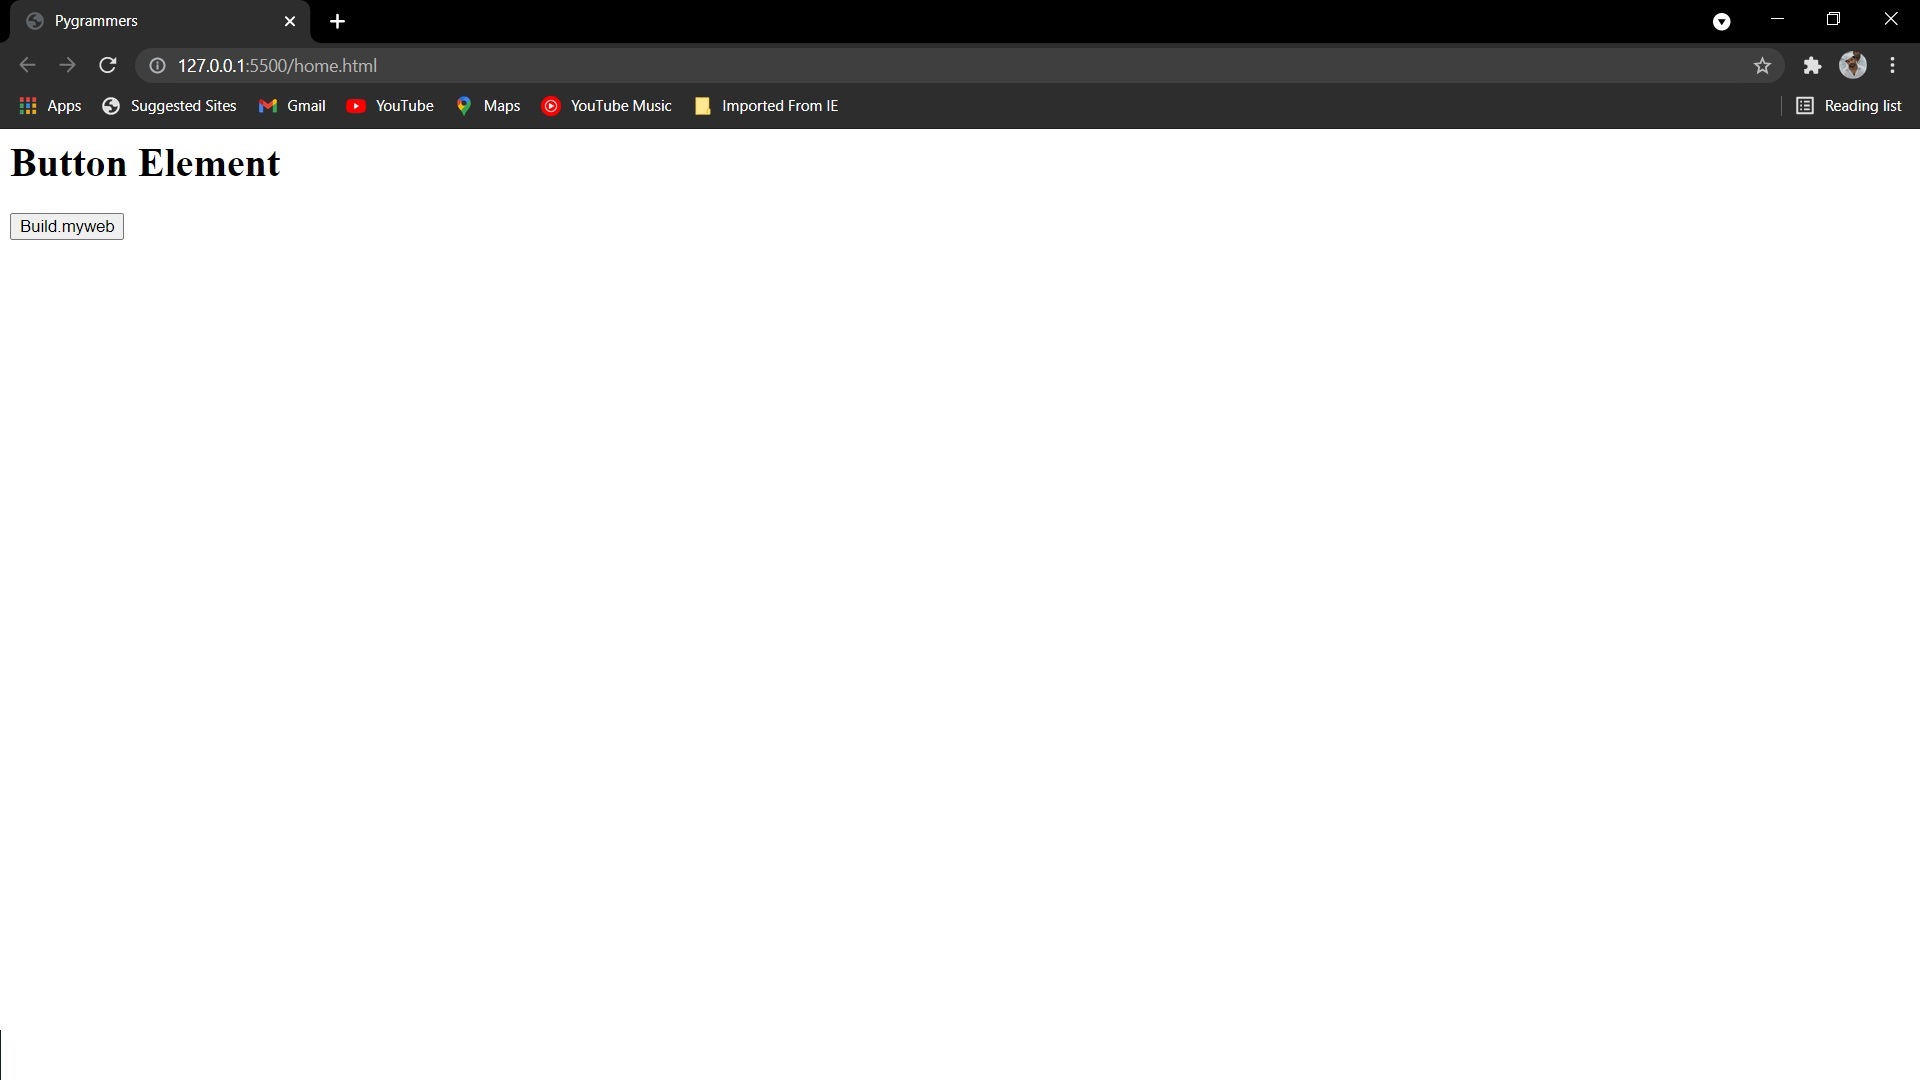 Pygrammers
127.0.0.1:5500/home.html
Apps Suggested Sites Gmail YouTube Maps YouTube Music Imported From IE Reading list
Button Element
Build.myweb